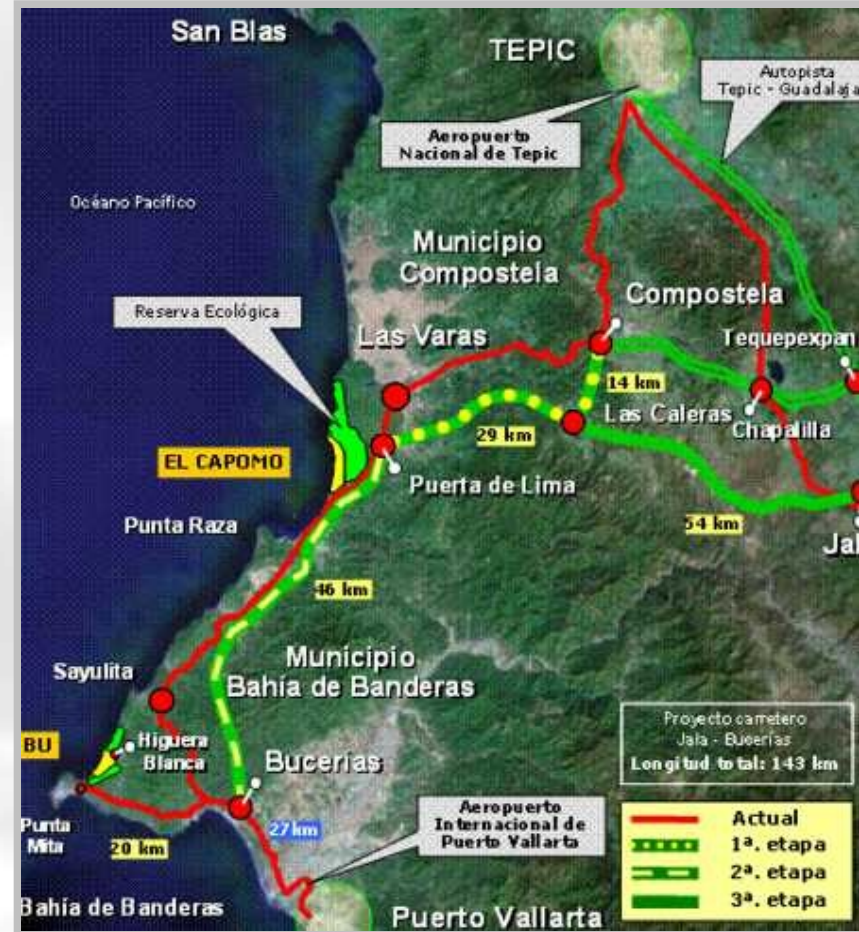 San Blas
TEPIC
Autopista
Tepic - Guadalaja
Aeropuerto
Nacional de Tepic
Océano Pacífico
Municipio
Compostela
Reserva Ecológica
Compostela
Las Varas
Tequepexpan
14 km
Las Caleras
Chapalilla
29 km
EL CAPOMO
Puerta de Lima
Punta Raza
54 km
Jal
46 km
Municipio
Bahía de Banderas
Sayulita
BU
Higuera
Blanca
Bucerías
Proyecto carretero
Jala - Bucerías
Longitud total: 143 km
Punta
Mita
20 km
27 km
Aeropuerto
Internacional de
Puerto Vallarta
Actual
1ª. etapa
2ª. etapa
3ª. etapa
Bahía de Banderas
Puerto Vallarta